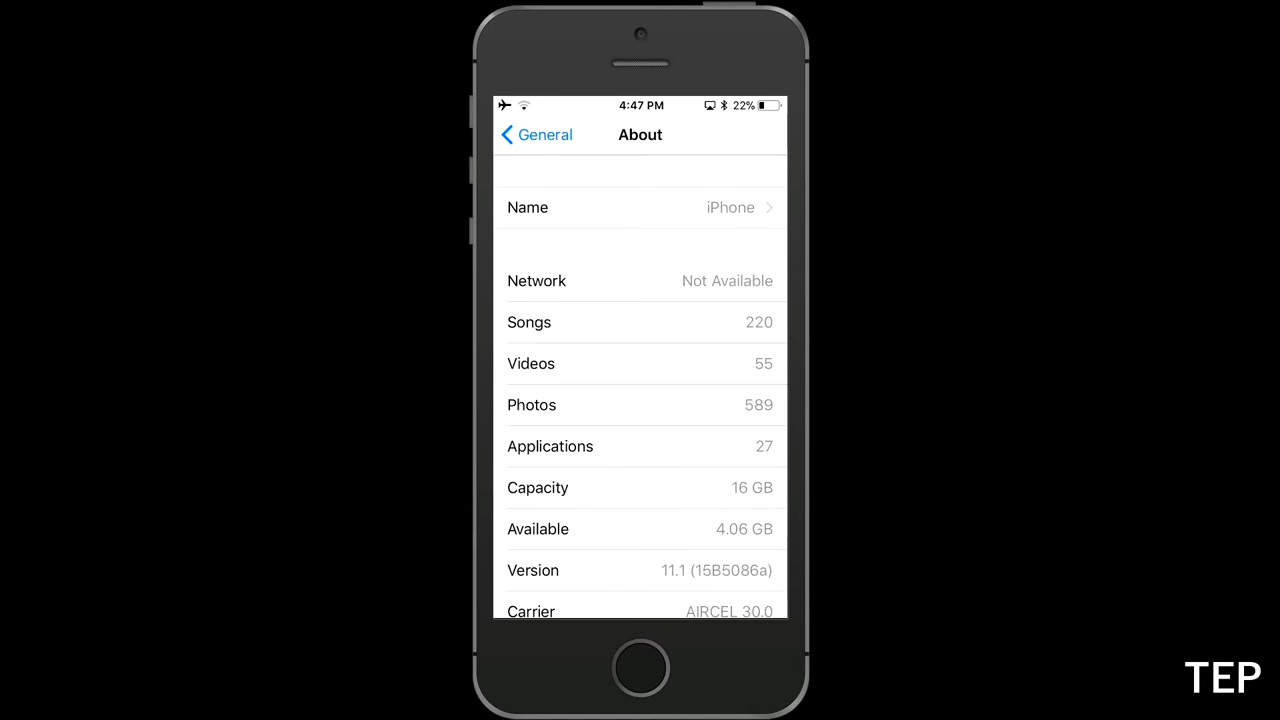 4:47 PM 22%
General About
Name iPhone
Network Not Available
Songs 220
Videos 55
Photos 589
Applications 27
Capacity 16 GB
Available 4.06 GB
Version 11.1 (15B5086a)
Carrier AIRCEL 30.0
TEP